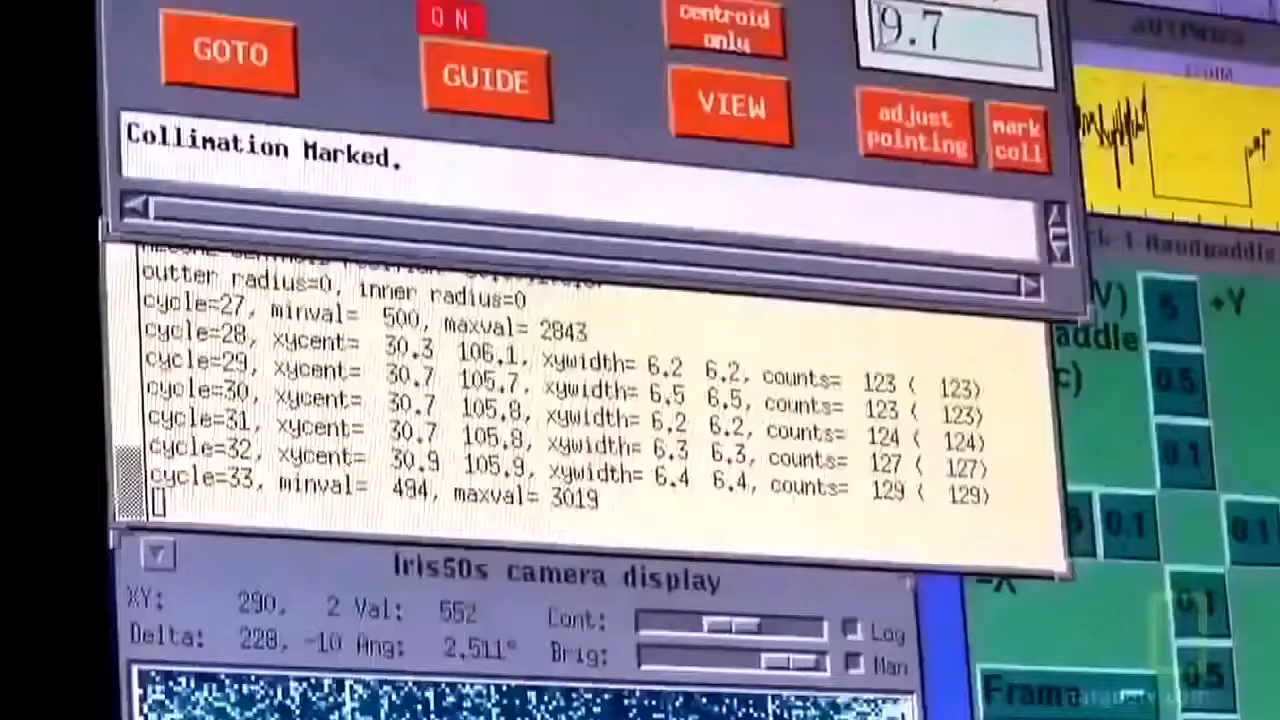 ON
centroid
only
9.7
GOTO
GUIDE
VIEW
adjust
pointing
mark
coll
Collimation Marked.
outter radius=0, inner radius=0
cycle=27, minval= 500, maxval= 2843
cycle=28, xycent= 30.3 106.1, xywidth= 6.2 6.2, counts= 123 ( 123)
cycle=29, xycent= 30.7 105.7, xywidth= 6.5 6.5, counts= 123 ( 123)
cycle=30, xycent= 30.7 105.8, xywidth= 6.2 6.2, counts= 124 ( 124)
cycle=31, xycent= 30.7 105.8, xywidth= 6.3 6.3, counts= 127 ( 127)
cycle=32, xycent= 30.9 105.9, xywidth= 6.4 6.4, counts= 129 ( 129)
cycle=33, minval= 494, maxval= 3019
Iris50s camera display
XY: 290, 2 Val: 552 Cont: Log
Delta: 228, -10 Ang: 2.511° Brig: Man
Handpaddle
V) 5 +Y
addle
c) 0.5
0.1
0.1 0.1
-X
0.1
0.5
Frame